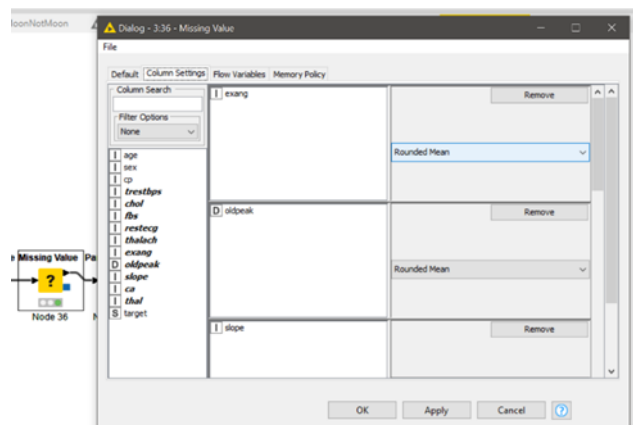 oonNotMoon
Dialog - 3:36 - Missing Value
File
Default Column Settings Flow Variables Memory Policy
Column Search
Filter Options
None
I age
I sex
I cp
I trestbps
I chol
I fbs
I restecg
I thalach
I exang
D oldpeak
I slope
I ca
I thal
S target
I exang
Remove
Rounded Mean
D oldpeak
Remove
Rounded Mean
I slope
Remove
e Missing Value Pa
?
Node 36 N
OK Apply Cancel ?